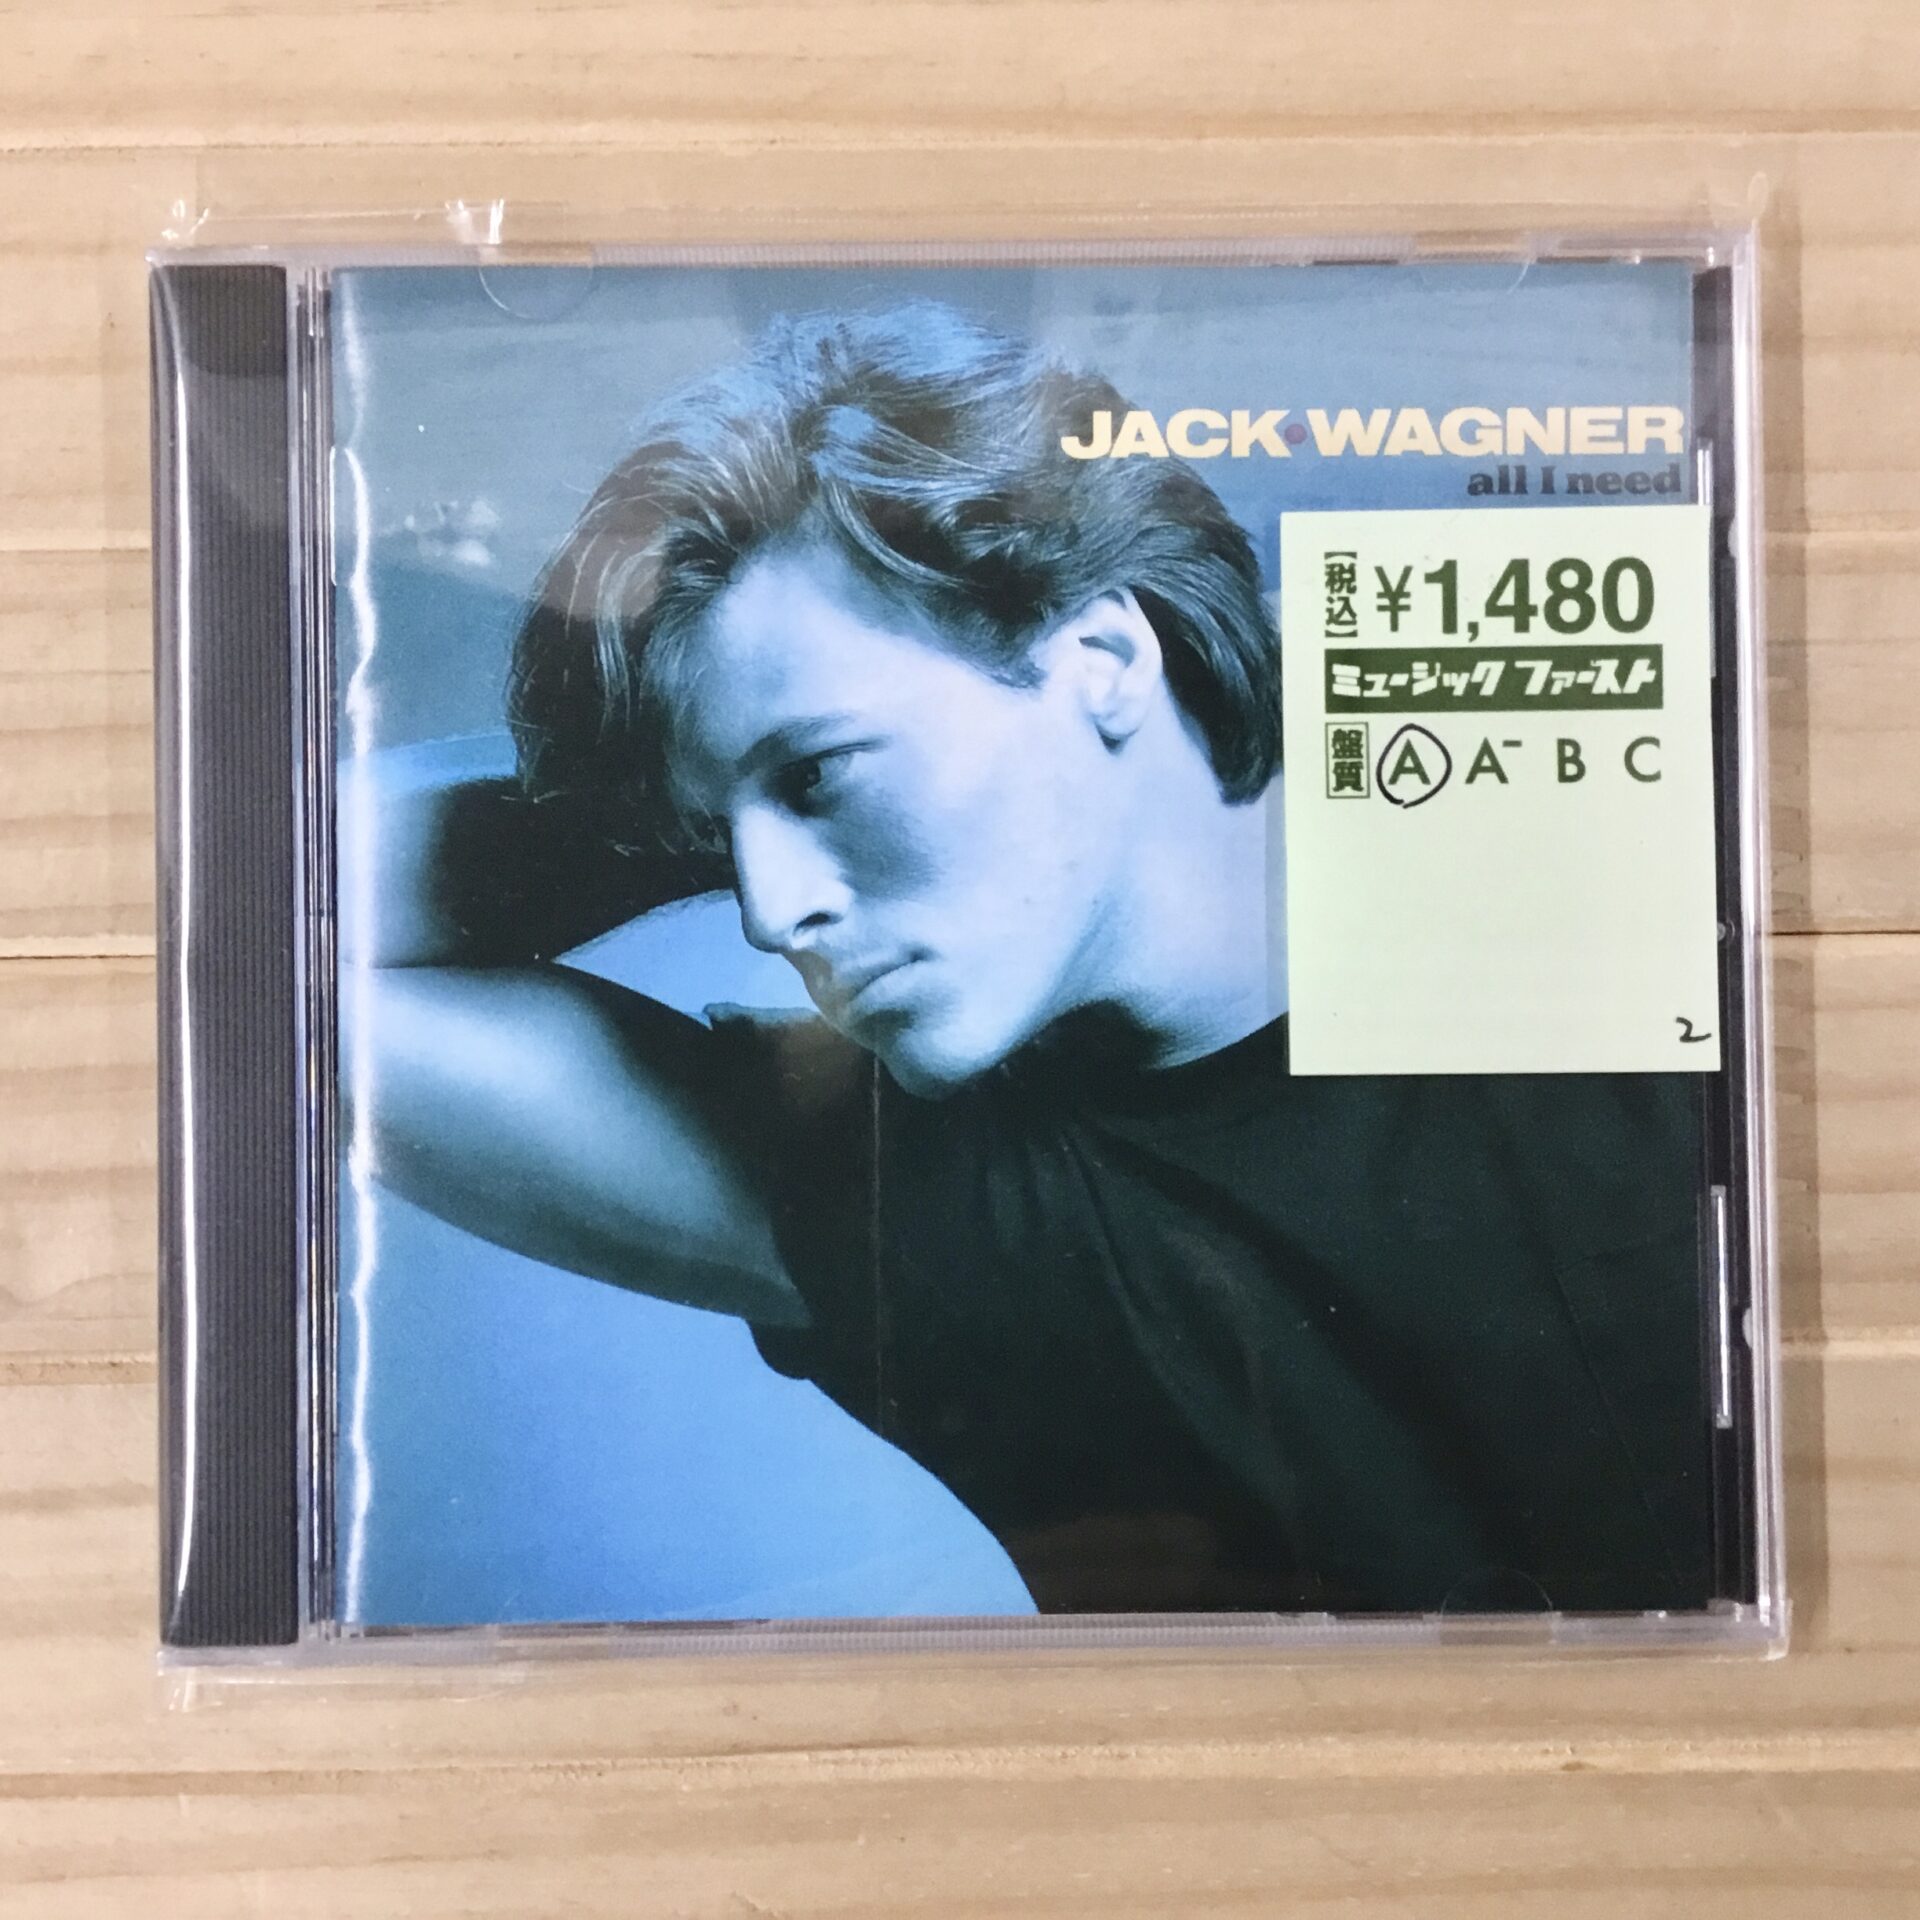 JACK•WAGNER
all I need
【税込】 ¥1,480
ミュージック ファースト
盤質 A A⁻ B C
2